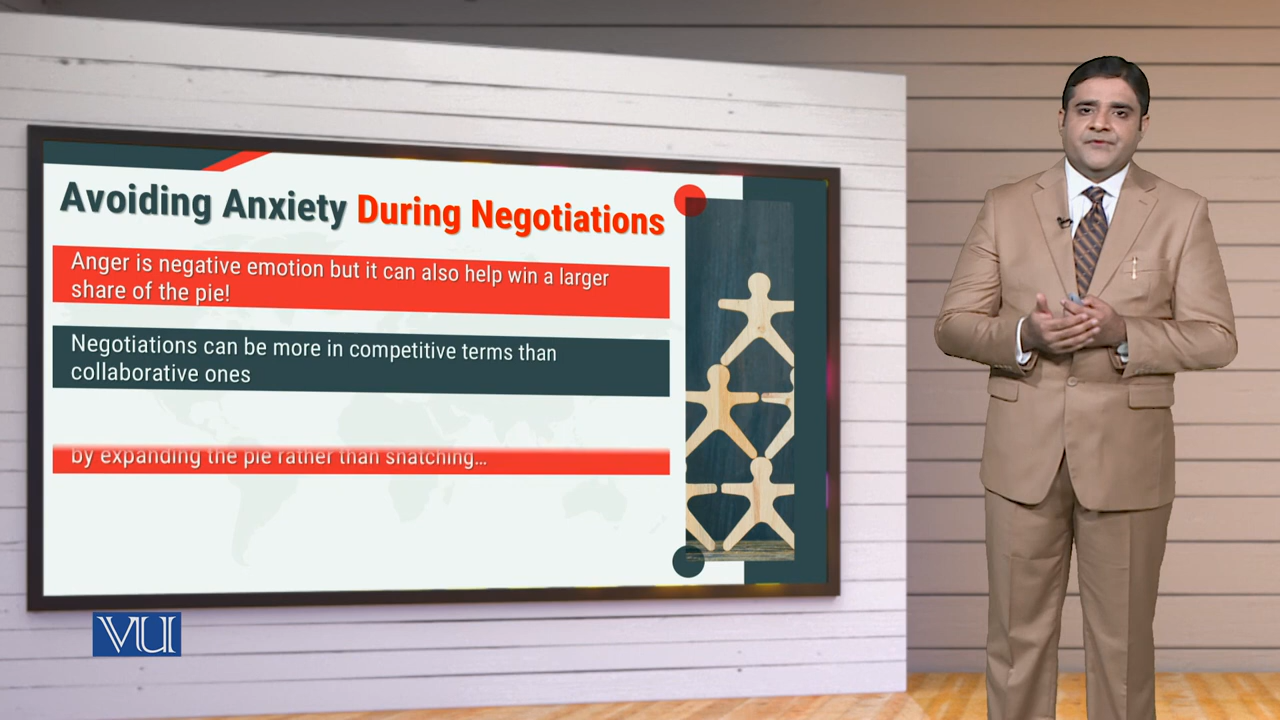 Avoiding Anxiety During Negotiations
Anger is negative emotion but it can also help win a larger
share of the pie!
Negotiations can be more in competitive terms than
collaborative ones
by expanding the pie rather than snatching...
VU